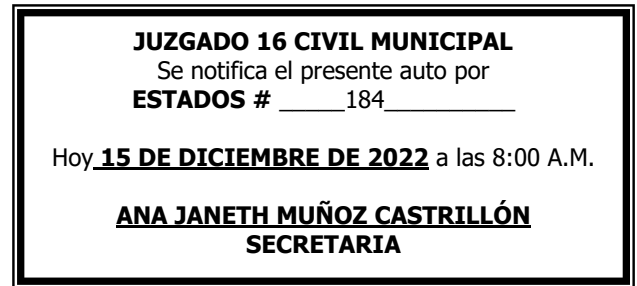 JUZGADO 16 CIVIL MUNICIPAL
Se notifica el presente auto por
ESTADOS # _____184__________
Hoy 15 DE DICIEMBRE DE 2022 a las 8:00 A.M.
ANA JANETH MUÑOZ CASTRILLÓN
SECRETARIA